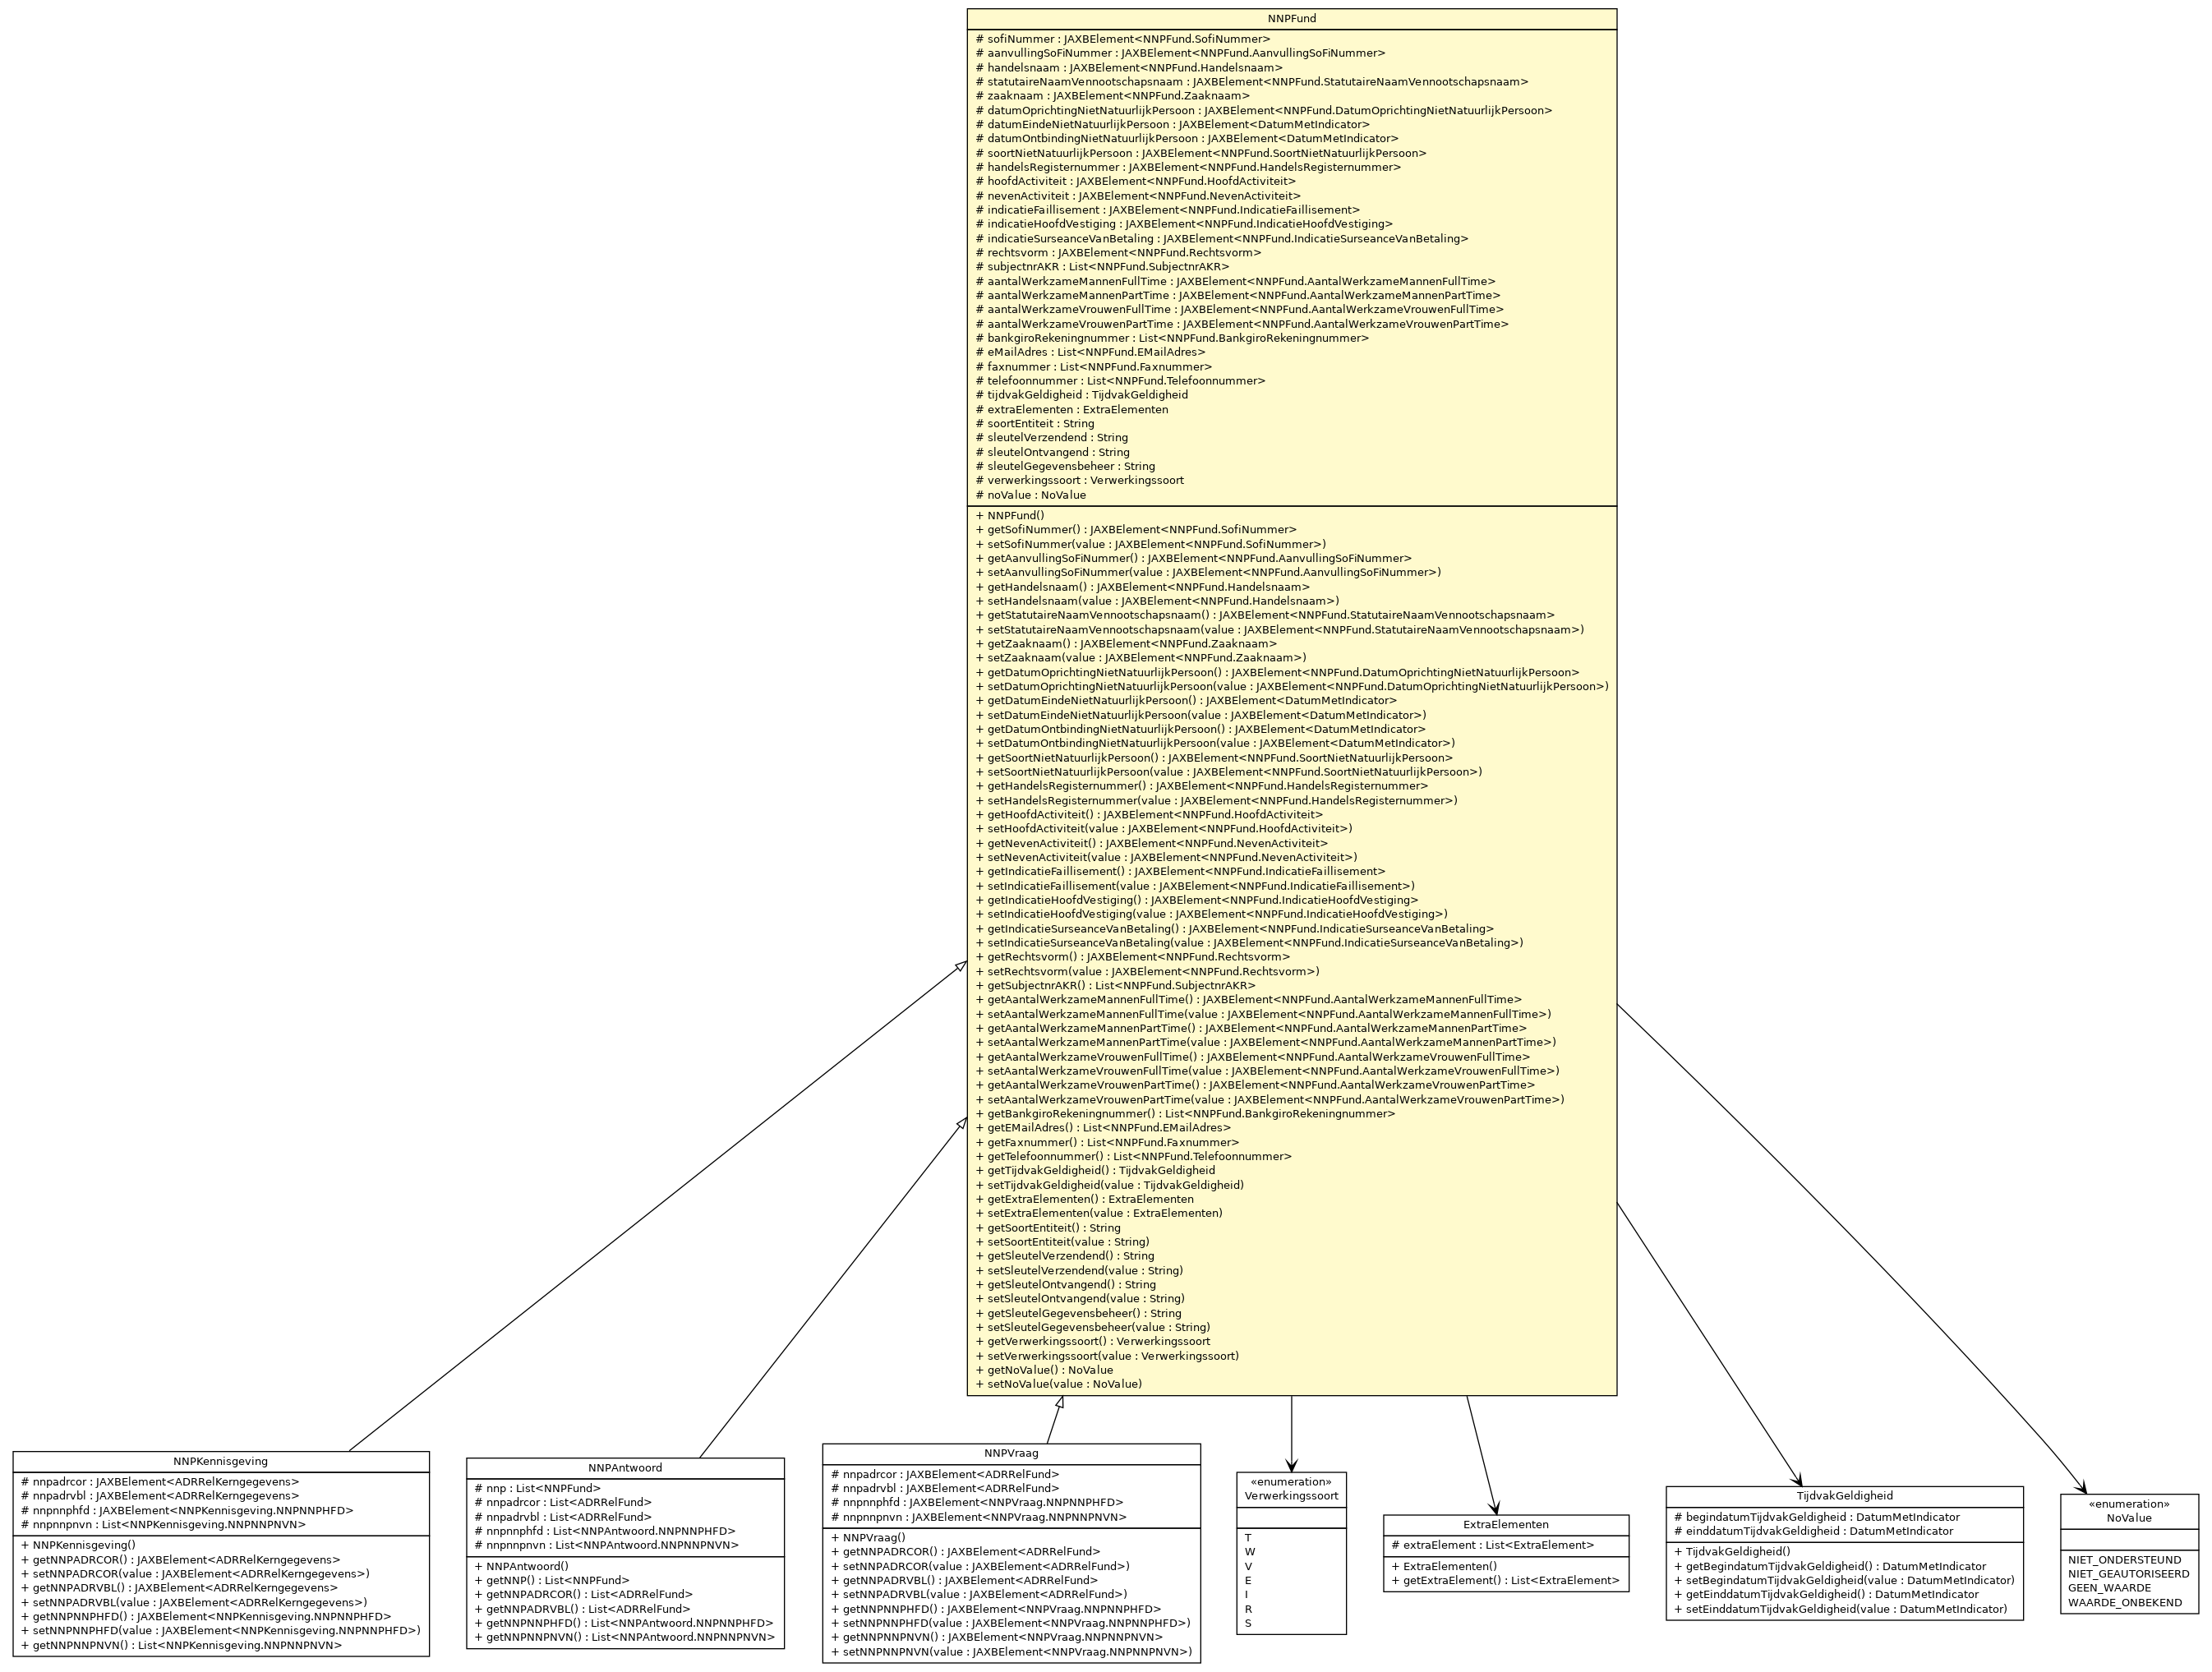 NNPFund
# sofiNummer : JAXBElement<NNPFund.SofiNummer>
# aanvullingSoFiNummer : JAXBElement<NNPFund.AanvullingSoFiNummer>
# handelsnaam : JAXBElement<NNPFund.Handelsnaam>
# statutaireNaamVennootschapsnaam : JAXBElement<NNPFund.StatutaireNaamVennootschapsnaam>
# zaaknaam : JAXBElement<NNPFund.Zaaknaam>
# datumOprichtingNietNatuurlijkPersoon : JAXBElement<NNPFund.DatumOprichtingNietNatuurlijkPersoon>
# datumEindeNietNatuurlijkPersoon : JAXBElement<DatumMetIndicator>
# datumOntbindingNietNatuurlijkPersoon : JAXBElement<DatumMetIndicator>
# soortNietNatuurlijkPersoon : JAXBElement<NNPFund.SoortNietNatuurlijkPersoon>
# handelsRegisternummer : JAXBElement<NNPFund.HandelsRegisternummer>
# hoofdActiviteit : JAXBElement<NNPFund.HoofdActiviteit>
# nevenActiviteit : JAXBElement<NNPFund.NevenActiviteit>
# indicatieFaillisement : JAXBElement<NNPFund.IndicatieFaillisement>
# indicatieHoofdVestiging : JAXBElement<NNPFund.IndicatieHoofdVestiging>
# indicatieSurseanceVanBetaling : JAXBElement<NNPFund.IndicatieSurseanceVanBetaling>
# rechtsvorm : JAXBElement<NNPFund.Rechtsvorm>
# subjectnrAKR : List<NNPFund.SubjectnrAKR>
# aantalWerkzameMannenFullTime : JAXBElement<NNPFund.AantalWerkzameMannenFullTime>
# aantalWerkzameMannenPartTime : JAXBElement<NNPFund.AantalWerkzameMannenPartTime>
# aantalWerkzameVrouwenFullTime : JAXBElement<NNPFund.AantalWerkzameVrouwenFullTime>
# aantalWerkzameVrouwenPartTime : JAXBElement<NNPFund.AantalWerkzameVrouwenPartTime>
# bankgiroRekeningnummer : List<NNPFund.BankgiroRekeningnummer>
# eMailAdres : List<NNPFund.EMailAdres>
# faxnummer : List<NNPFund.Faxnummer>
# telefoonnummer : List<NNPFund.Telefoonnummer>
# tijdvakGeldigheid : TijdvakGeldigheid
# extraElementen : ExtraElementen
# soortEntiteit : String
# sleutelVerzendend : String
# sleutelOntvangend : String
# sleutelGegevensbeheer : String
# verwerkingssoort : Verwerkingssoort
# noValue : NoValue
+ NNPFund()
+ getSofiNummer() : JAXBElement<NNPFund.SofiNummer>
+ setSofiNummer(value : JAXBElement<NNPFund.SofiNummer>)
+ getAanvullingSoFiNummer() : JAXBElement<NNPFund.AanvullingSoFiNummer>
+ setAanvullingSoFiNummer(value : JAXBElement<NNPFund.AanvullingSoFiNummer>)
+ getHandelsnaam() : JAXBElement<NNPFund.Handelsnaam>
+ setHandelsnaam(value : JAXBElement<NNPFund.Handelsnaam>)
+ getStatutaireNaamVennootschapsnaam() : JAXBElement<NNPFund.StatutaireNaamVennootschapsnaam>
+ setStatutaireNaamVennootschapsnaam(value : JAXBElement<NNPFund.StatutaireNaamVennootschapsnaam>)
+ getZaaknaam() : JAXBElement<NNPFund.Zaaknaam>
+ setZaaknaam(value : JAXBElement<NNPFund.Zaaknaam>)
+ getDatumOprichtingNietNatuurlijkPersoon() : JAXBElement<NNPFund.DatumOprichtingNietNatuurlijkPersoon>
+ setDatumOprichtingNietNatuurlijkPersoon(value : JAXBElement<NNPFund.DatumOprichtingNietNatuurlijkPersoon>)
+ getDatumEindeNietNatuurlijkPersoon() : JAXBElement<DatumMetIndicator>
+ setDatumEindeNietNatuurlijkPersoon(value : JAXBElement<DatumMetIndicator>)
+ getDatumOntbindingNietNatuurlijkPersoon() : JAXBElement<DatumMetIndicator>
+ setDatumOntbindingNietNatuurlijkPersoon(value : JAXBElement<DatumMetIndicator>)
+ getSoortNietNatuurlijkPersoon() : JAXBElement<NNPFund.SoortNietNatuurlijkPersoon>
+ setSoortNietNatuurlijkPersoon(value : JAXBElement<NNPFund.SoortNietNatuurlijkPersoon>)
+ getHandelsRegisternummer() : JAXBElement<NNPFund.HandelsRegisternummer>
+ setHandelsRegisternummer(value : JAXBElement<NNPFund.HandelsRegisternummer>)
+ getHoofdActiviteit() : JAXBElement<NNPFund.HoofdActiviteit>
+ setHoofdActiviteit(value : JAXBElement<NNPFund.HoofdActiviteit>)
+ getNevenActiviteit() : JAXBElement<NNPFund.NevenActiviteit>
+ setNevenActiviteit(value : JAXBElement<NNPFund.NevenActiviteit>)
+ getIndicatieFaillisement() : JAXBElement<NNPFund.IndicatieFaillisement>
+ setIndicatieFaillisement(value : JAXBElement<NNPFund.IndicatieFaillisement>)
+ getIndicatieHoofdVestiging() : JAXBElement<NNPFund.IndicatieHoofdVestiging>
+ setIndicatieHoofdVestiging(value : JAXBElement<NNPFund.IndicatieHoofdVestiging>)
+ getIndicatieSurseanceVanBetaling() : JAXBElement<NNPFund.IndicatieSurseanceVanBetaling>
+ setIndicatieSurseanceVanBetaling(value : JAXBElement<NNPFund.IndicatieSurseanceVanBetaling>)
+ getRechtsvorm() : JAXBElement<NNPFund.Rechtsvorm>
+ setRechtsvorm(value : JAXBElement<NNPFund.Rechtsvorm>)
+ getSubjectnrAKR() : List<NNPFund.SubjectnrAKR>
+ getAantalWerkzameMannenFullTime() : JAXBElement<NNPFund.AantalWerkzameMannenFullTime>
+ setAantalWerkzameMannenFullTime(value : JAXBElement<NNPFund.AantalWerkzameMannenFullTime>)
+ getAantalWerkzameMannenPartTime() : JAXBElement<NNPFund.AantalWerkzameMannenPartTime>
+ setAantalWerkzameMannenPartTime(value : JAXBElement<NNPFund.AantalWerkzameMannenPartTime>)
+ getAantalWerkzameVrouwenFullTime() : JAXBElement<NNPFund.AantalWerkzameVrouwenFullTime>
+ setAantalWerkzameVrouwenFullTime(value : JAXBElement<NNPFund.AantalWerkzameVrouwenFullTime>)
+ getAantalWerkzameVrouwenPartTime() : JAXBElement<NNPFund.AantalWerkzameVrouwenPartTime>
+ setAantalWerkzameVrouwenPartTime(value : JAXBElement<NNPFund.AantalWerkzameVrouwenPartTime>)
+ getBankgiroRekeningnummer() : List<NNPFund.BankgiroRekeningnummer>
+ getEMailAdres() : List<NNPFund.EMailAdres>
+ getFaxnummer() : List<NNPFund.Faxnummer>
+ getTelefoonnummer() : List<NNPFund.Telefoonnummer>
+ getTijdvakGeldigheid() : TijdvakGeldigheid
+ setTijdvakGeldigheid(value : TijdvakGeldigheid)
+ getExtraElementen() : ExtraElementen
+ setExtraElementen(value : ExtraElementen)
+ getSoortEntiteit() : String
+ setSoortEntiteit(value : String)
+ getSleutelVerzendend() : String
+ setSleutelVerzendend(value : String)
+ getSleutelOntvangend() : String
+ setSleutelOntvangend(value : String)
+ getSleutelGegevensbeheer() : String
+ setSleutelGegevensbeheer(value : String)
+ getVerwerkingssoort() : Verwerkingssoort
+ setVerwerkingssoort(value : Verwerkingssoort)
+ getNoValue() : NoValue
+ setNoValue(value : NoValue)
NNPKennisgeving
# nnpadrcor : JAXBElement<ADRRelKerngegevens>
# nnpadrvbl : JAXBElement<ADRRelKerngegevens>
# nnpnnphfd : JAXBElement<NNPKennisgeving.NNPNNPHFD>
# nnpnnpnvn : List<NNPKennisgeving.NNPNNPNVN>
+ NNPKennisgeving()
+ getNNPADRCOR() : JAXBElement<ADRRelKerngegevens>
+ setNNPADRCOR(value : JAXBElement<ADRRelKerngegevens>)
+ getNNPADRVBL() : JAXBElement<ADRRelKerngegevens>
+ setNNPADRVBL(value : JAXBElement<ADRRelKerngegevens>)
+ getNNPNNPHFD() : JAXBElement<NNPKennisgeving.NNPNNPHFD>
+ setNNPNNPHFD(value : JAXBElement<NNPKennisgeving.NNPNNPHFD>)
+ getNNPNNPNVN() : List<NNPKennisgeving.NNPNNPNVN>
NNPAntwoord
# nnp : List<NNPFund>
# nnpadrcor : List<ADRRelFund>
# nnpadrvbl : List<ADRRelFund>
# nnpnnphfd : List<NNPAntwoord.NNPNNPHFD>
# nnpnnpnvn : List<NNPAntwoord.NNPNNPNVN>
+ NNPAntwoord()
+ getNNP() : List<NNPFund>
+ getNNPADRCOR() : List<ADRRelFund>
+ getNNPADRVBL() : List<ADRRelFund>
+ getNNPNNPHFD() : List<NNPAntwoord.NNPNNPHFD>
+ getNNPNNPNVN() : List<NNPAntwoord.NNPNNPNVN>
NNPVraag
# nnpadrcor : JAXBElement<ADRRelFund>
# nnpadrvbl : JAXBElement<ADRRelFund>
# nnpnnphfd : JAXBElement<NNPVraag.NNPNNPHFD>
# nnpnnpnvn : JAXBElement<NNPVraag.NNPNNPNVN>
+ NNPVraag()
+ getNNPADRCOR() : JAXBElement<ADRRelFund>
+ setNNPADRCOR(value : JAXBElement<ADRRelFund>)
+ getNNPADRVBL() : JAXBElement<ADRRelFund>
+ setNNPADRVBL(value : JAXBElement<ADRRelFund>)
+ getNNPNNPHFD() : JAXBElement<NNPVraag.NNPNNPHFD>
+ setNNPNNPHFD(value : JAXBElement<NNPVraag.NNPNNPHFD>)
+ getNNPNNPNVN() : JAXBElement<NNPVraag.NNPNNPNVN>
+ setNNPNNPNVN(value : JAXBElement<NNPVraag.NNPNNPNVN>)
«enumeration»
Verwerkingssoort
T
W
V
E
I
R
S
ExtraElementen
# extraElement : List<ExtraElement>
+ ExtraElementen()
+ getExtraElement() : List<ExtraElement>
TijdvakGeldigheid
# begindatumTijdvakGeldigheid : DatumMetIndicator
# einddatumTijdvakGeldigheid : DatumMetIndicator
+ TijdvakGeldigheid()
+ getBegindatumTijdvakGeldigheid() : DatumMetIndicator
+ setBegindatumTijdvakGeldigheid(value : DatumMetIndicator)
+ getEinddatumTijdvakGeldigheid() : DatumMetIndicator
+ setEinddatumTijdvakGeldigheid(value : DatumMetIndicator)
«enumeration»
NoValue
NIET_ONDERSTEUND
NIET_GEAUTORISEERD
GEEN_WAARDE
WAARDE_ONBEKEND